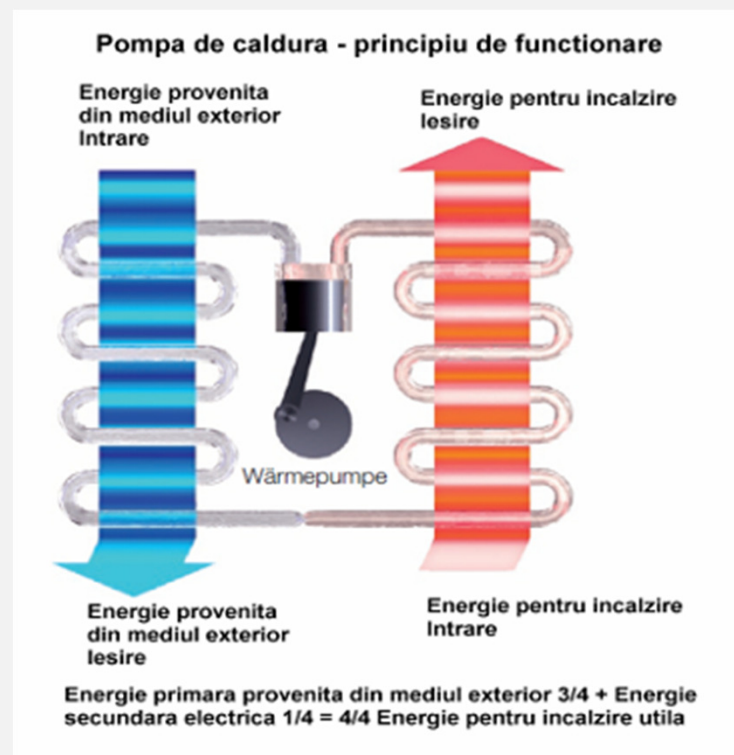 Pompa de caldura - principiu de functionare
Energie provenita
din mediul exterior
Intrare
Energie pentru incalzire
Iesire
Wärmepumpe
Energie provenita
din mediul exterior
Iesire
Energie pentru incalzire
Intrare
Energie primara provenita din mediul exterior 3/4 + Energie
secundara electrica 1/4 = 4/4 Energie pentru incalzire utila